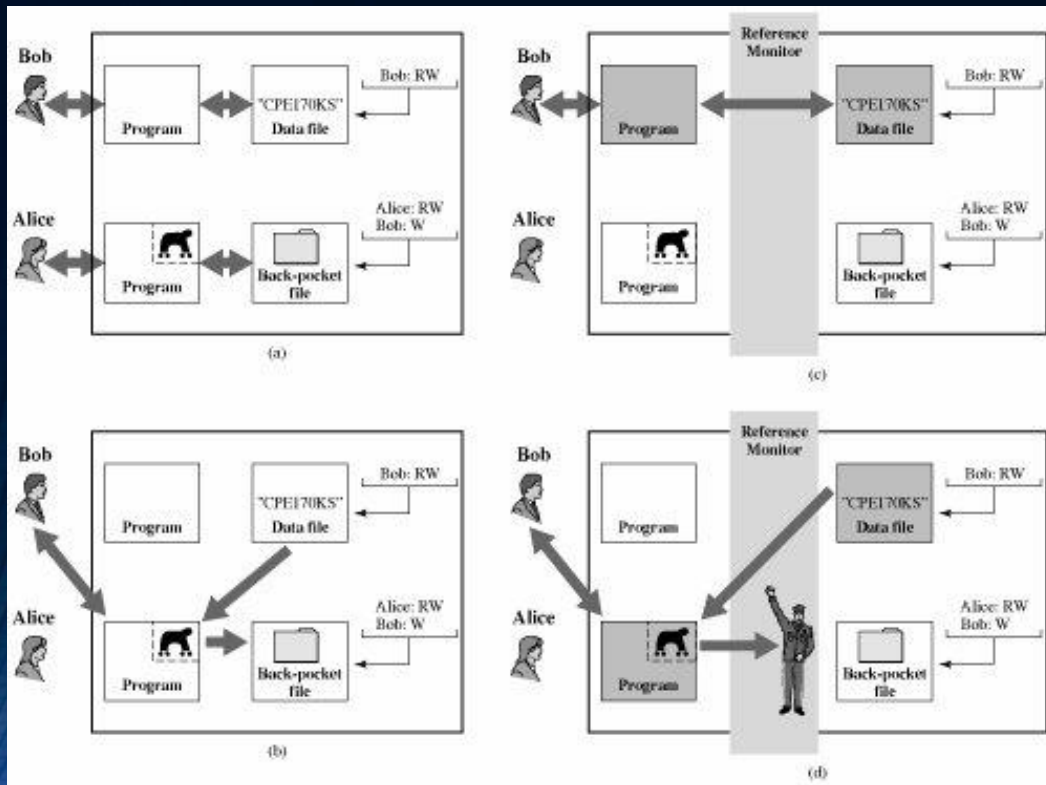 Bob
Program
"CPE170KS"
Data file
Bob: RW
Alice
Program
Back-pocket
file
Alice: RW
Bob: W
(a)
Reference
Monitor
Bob
Program
"CPE170KS"
Data file
Bob: RW
Alice
Program
Back-pocket
file
Alice: RW
Bob: W
(c)
Bob
Program
"CPE170KS"
Data file
Bob: RW
Alice
Program
Back-pocket
file
Alice: RW
Bob: W
(b)
Reference
Monitor
Bob
Program
"CPE170KS"
Data file
Bob: RW
Alice
Program
Back-pocket
file
Alice: RW
Bob: W
(d)